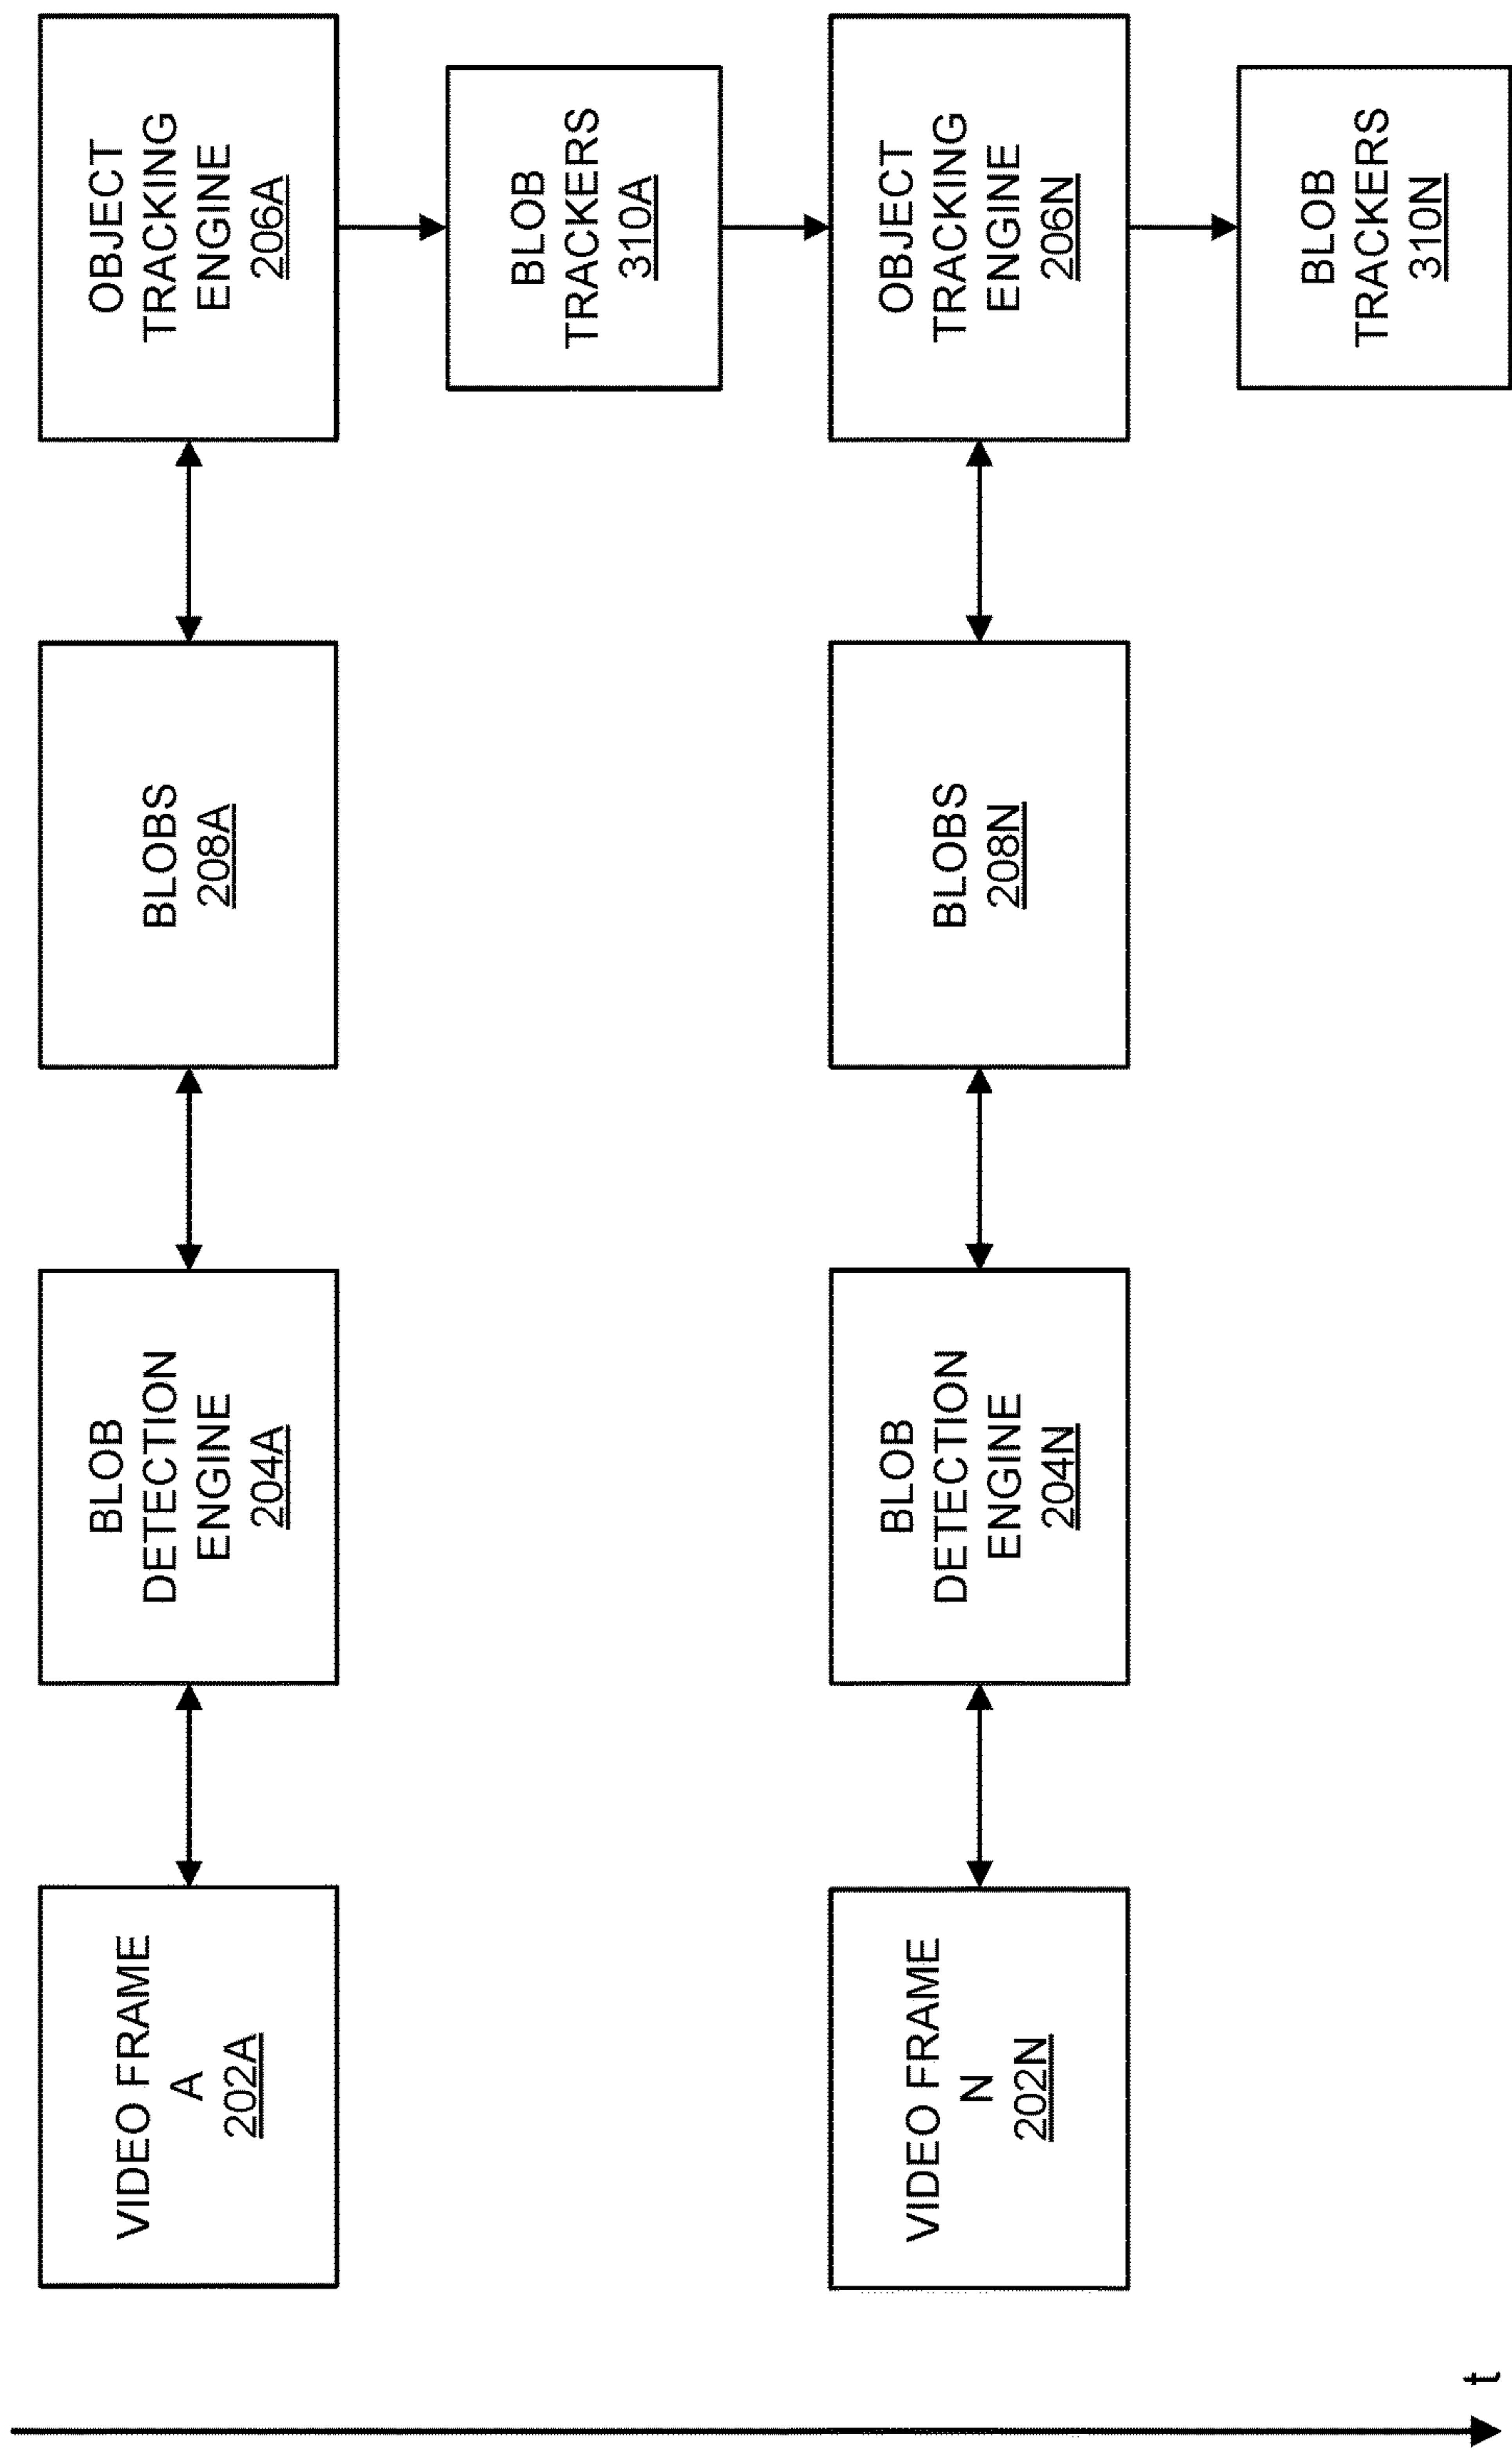 VIDEO FRAME
A
202A
BLOB
DETECTION
ENGINE
204A
BLOBS
208A
OBJECT
TRACKING
ENGINE
206A
BLOB
TRACKERS
310A
VIDEO FRAME
N
202N
BLOB
DETECTION
ENGINE
204N
BLOBS
208N
OBJECT
TRACKING
ENGINE
206N
BLOB
TRACKERS
310N
t